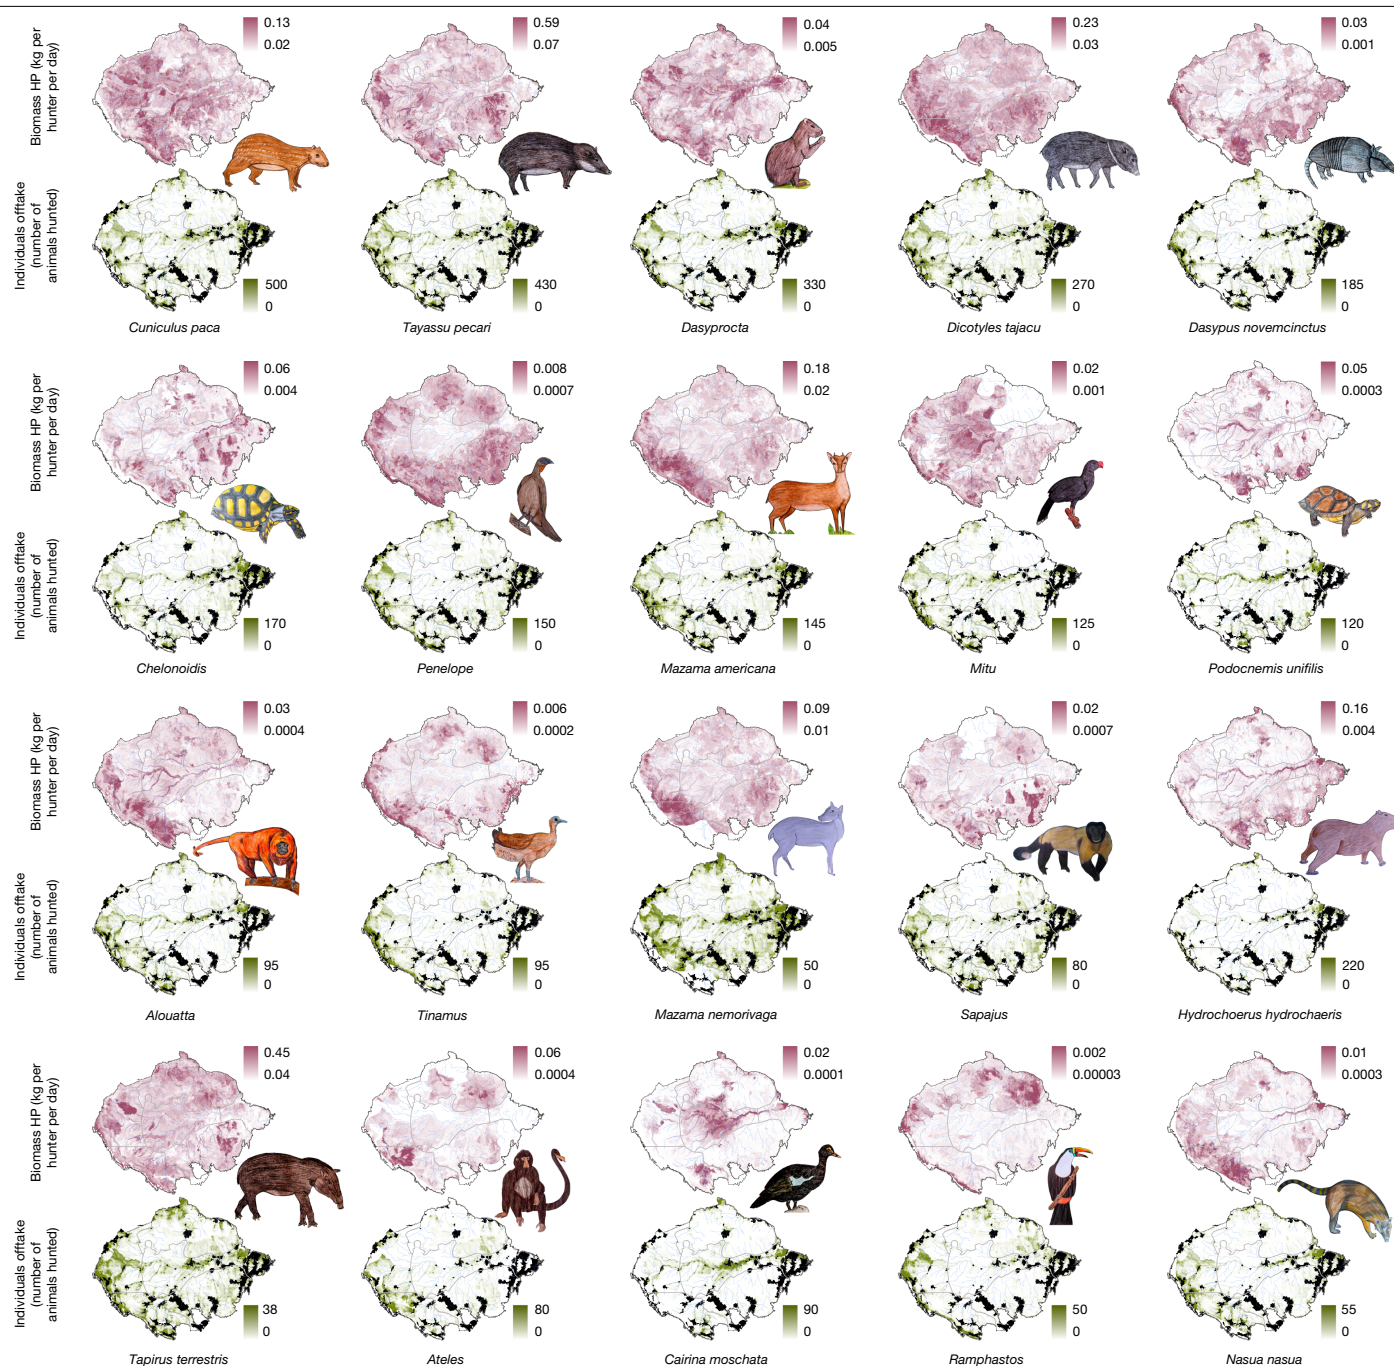 Biomass HP (kg per
hunter per day)
0.13
0.02
0.59
0.07
0.04
0.005
0.23
0.03
0.03
0.001
Individuals offtake
(number of
animals hunted)
500
0
430
0
330
0
270
0
185
0
Cuniculus paca
Tayassu pecari
Dasyprocta
Dicotyles tajacu
Dasypus novemcinctus
Biomass HP (kg per
hunter per day)
0.06
0.004
0.008
0.0007
0.18
0.02
0.02
0.001
0.05
0.0003
Individuals offtake
(number of
animals hunted)
170
0
150
0
145
0
125
0
120
0
Chelonoidis
Penelope
Mazama americana
Mitu
Podocnemis unifilis
Biomass HP (kg per
hunter per day)
0.03
0.0004
0.006
0.0002
0.09
0.01
0.02
0.0007
0.16
0.004
Individuals offtake
(number of
animals hunted)
95
0
95
0
50
0
80
0
220
0
Alouatta
Tinamus
Mazama nemorivaga
Sapajus
Hydrochoerus hydrochaeris
Biomass HP (kg per
hunter per day)
0.45
0.04
0.06
0.0004
0.02
0.0001
0.002
0.00003
0.01
0.0003
Individuals offtake
(number of
animals hunted)
38
0
80
0
90
0
50
0
55
0
Tapirus terrestris
Ateles
Cairina moschata
Ramphastos
Nasua nasua